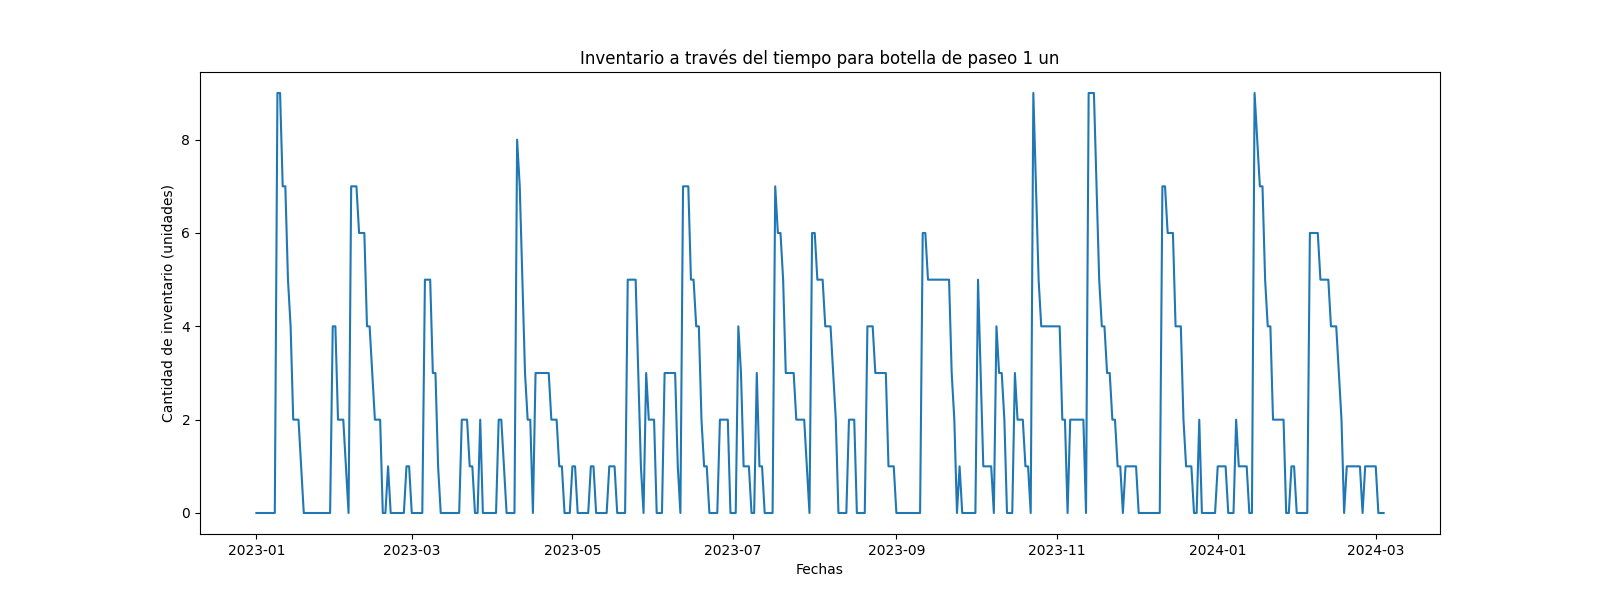 Inventario a través del tiempo para botella de paseo 1 un
Cantidad de inventario (unidades)
8
6
4
2
0
2023-01 2023-03 2023-05 2023-07 2023-09 2023-11 2024-01 2024-03
Fechas